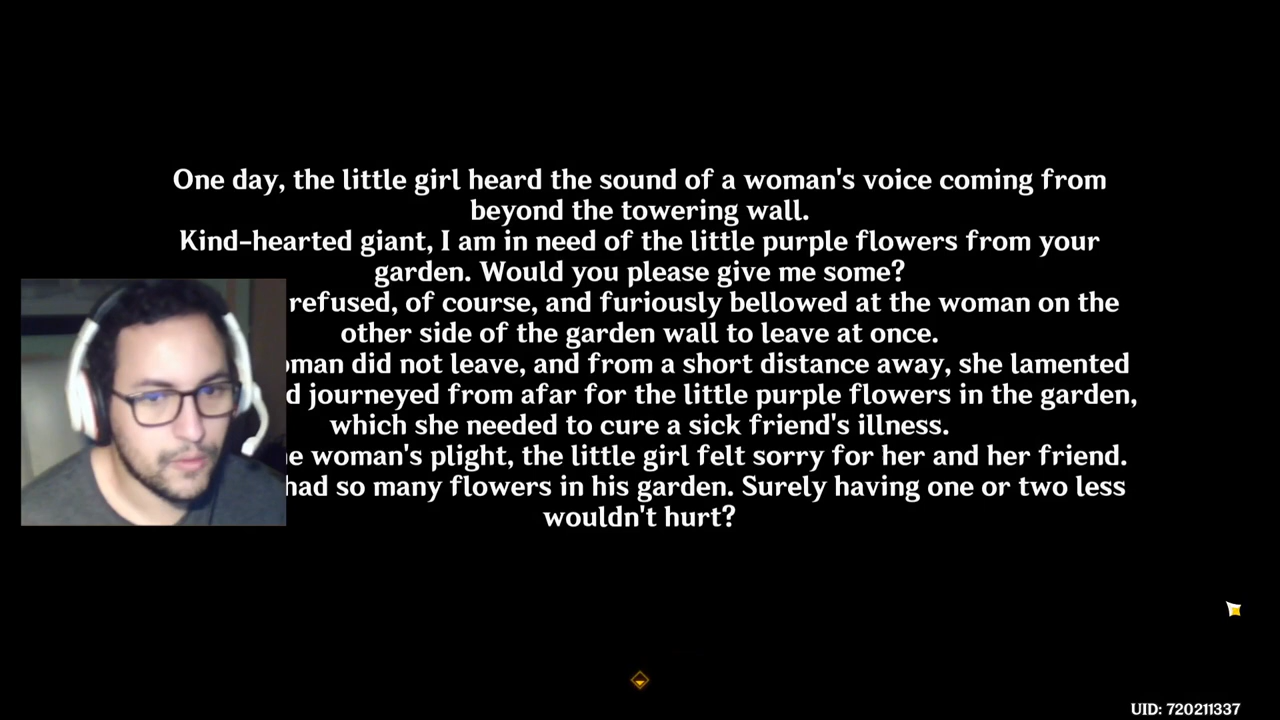 One day, the little girl heard the sound of a woman's voice coming from
beyond the towering wall.
Kind-hearted giant, I am in need of the little purple flowers from your
garden. Would you please give me some?
refused, of course, and furiously bellowed at the woman on the
other side of the garden wall to leave at once.
did not leave, and from a short distance away, she lamented
journeyed from afar for the little purple flowers in the garden,
which she needed to cure a sick friend's illness.
woman's plight, the little girl felt sorry for her and her friend.
had so many flowers in his garden. Surely having one or two less
wouldn't hurt?
UID: 720211337